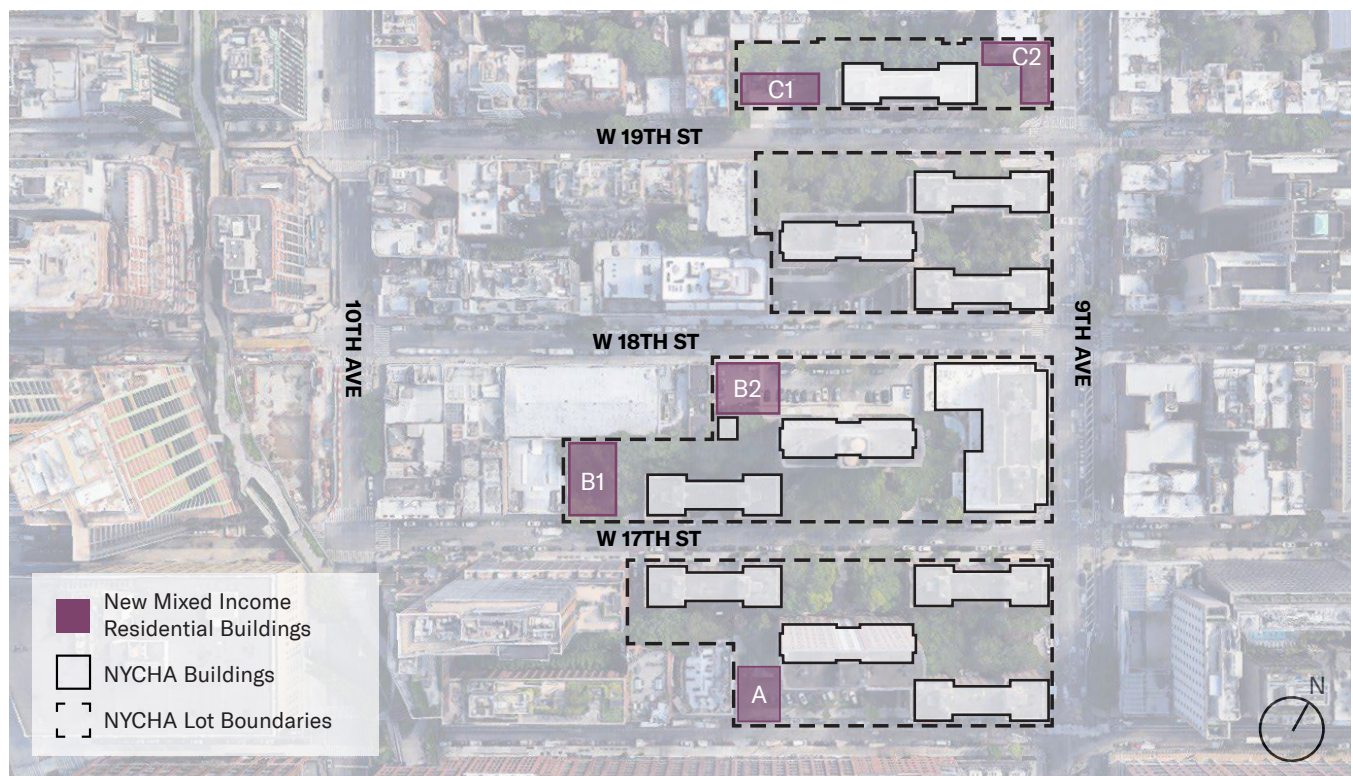 C2
C1
W 19TH ST
10TH AVE
9TH AVE
W 18TH ST
B2
B1
W 17TH ST
A
New Mixed Income
Residential Buildings
NYCHA Buildings
NYCHA Lot Boundaries
N